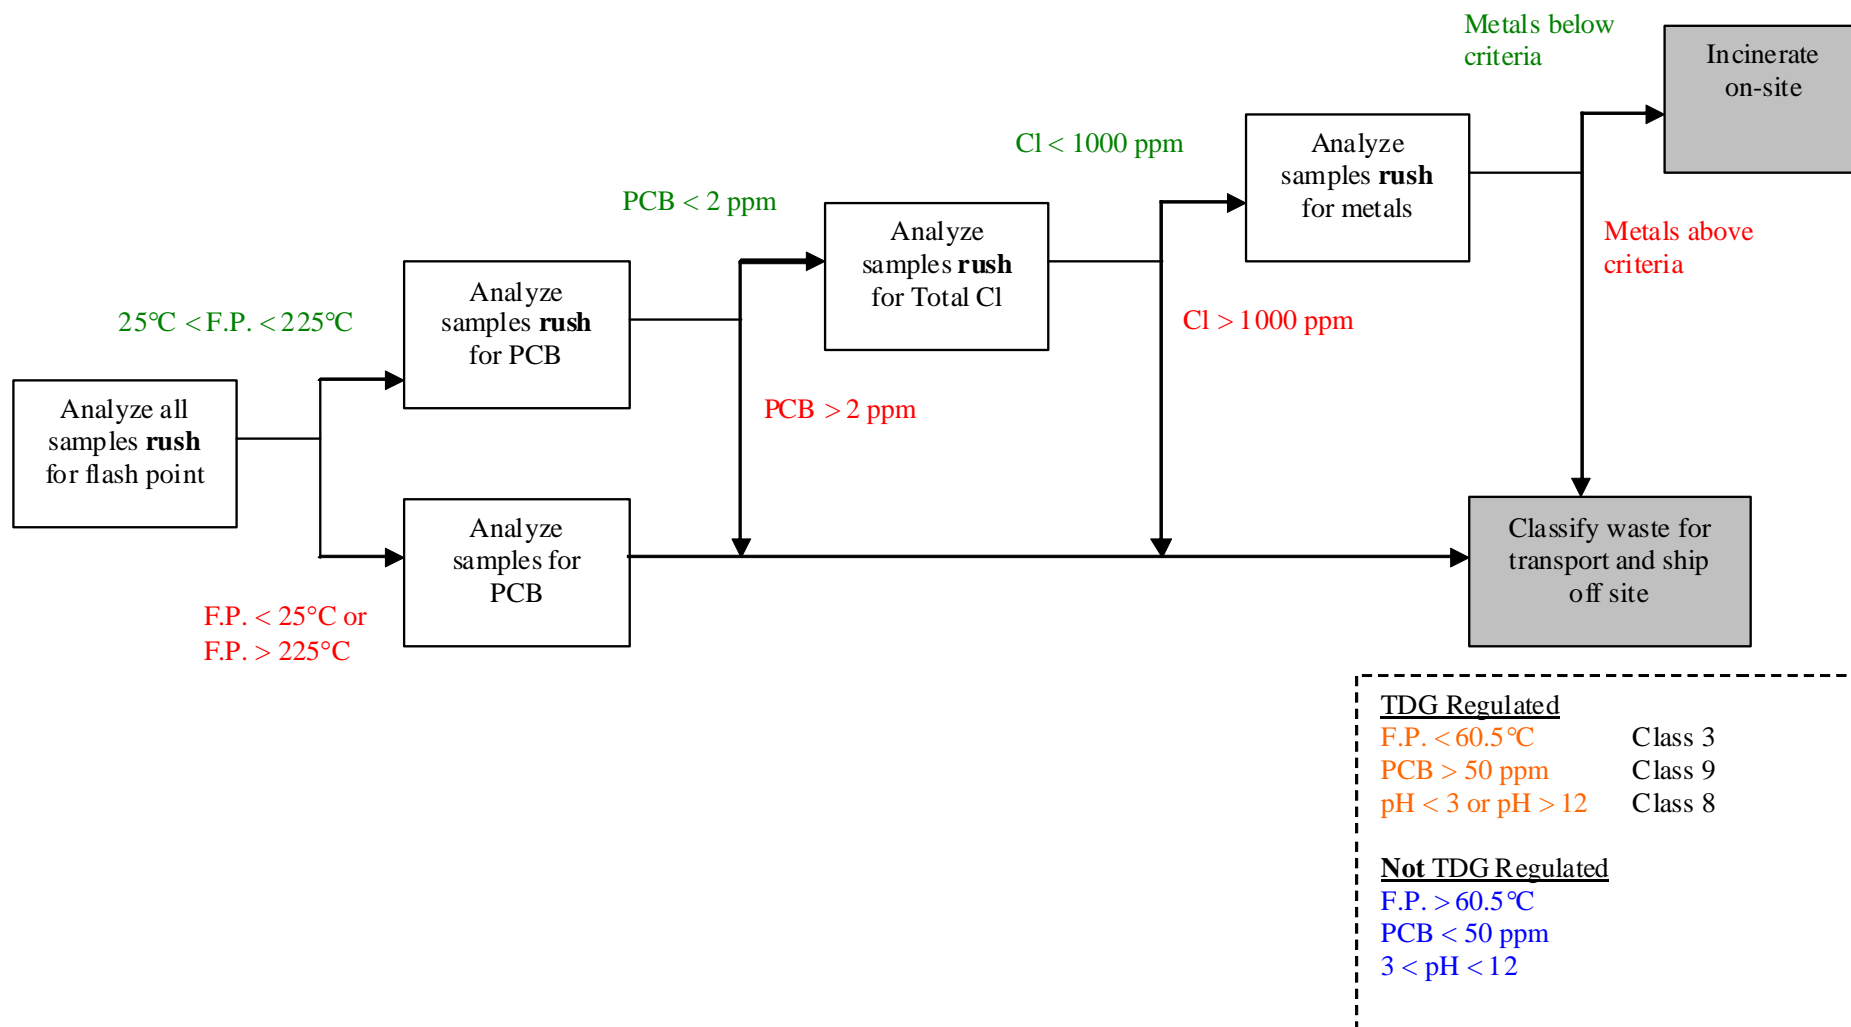 Metals below
criteria
Incinerate
on-site
Cl < 1000 ppm
Analyze
samples rush
for metals
PCB < 2 ppm
Analyze
samples rush
for Total Cl
Metals above
criteria
25°C < F.P. < 225°C
Analyze
samples rush
for PCB
Cl > 1000 ppm
PCB > 2 ppm
Analyze all
samples rush
for flash point
Analyze
samples for
PCB
Classify waste for
transport and ship
off site
F.P. < 25°C or
F.P. > 225°C
TDG Regulated
F.P. < 60.5°C Class 3
PCB > 50 ppm Class 9
pH < 3 or pH > 12 Class 8
Not TDG Regulated
F.P. > 60.5°C
PCB < 50 ppm
3 < pH < 12